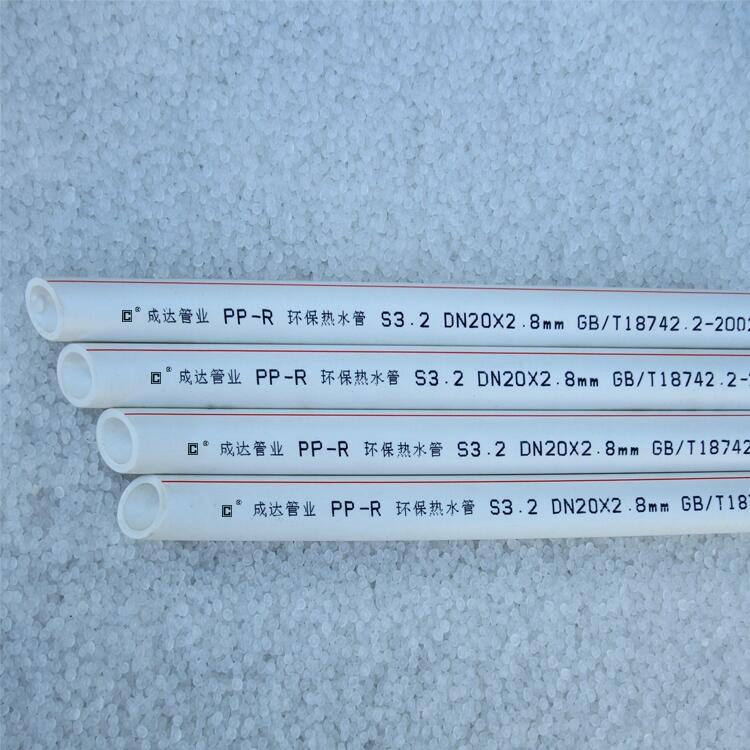 C® 成达管业 PP-R 环保热水管 S3.2 DN20X2.8mm GB/T18742.2-2002
C® 成达管业 PP-R 环保热水管 S3.2 DN20X2.8mm GB/T18742.2-
C® 成达管业 PP-R 环保热水管 S3.2 DN20X2.8mm GB/T18742
C® 成达管业 PP-R 环保热水管 S3.2 DN20X2.8mm GB/T18